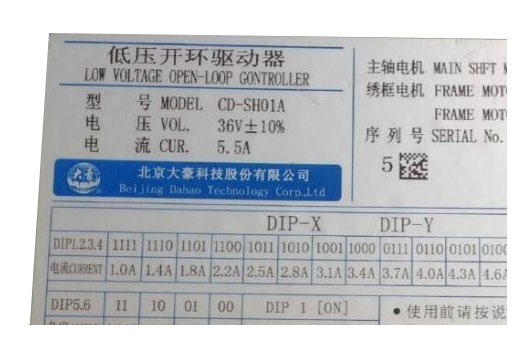 低压开环驱动器
LOW VOLTAGE OPEN-LOOP GONTROLLER
型 号 MODEL CD-SH01A
电 压 VOL. 36V±10%
电 流 CUR. 5.5A
主轴电机 MAIN SHFT
绣框电机 FRAME MOT
FRAME MOT
序列号 SERIAL No.
5
大豪
北京大豪科技股份有限公司
Beijing Dahao Technology Corp.,Ltd
DIP-X DIP-Y
DIP1.2.3.4 1111 1110 1101 1100 1011 1010 1001 1000 0111 0110 0101 0100
电流CURRENT 1.0A 1.4A 1.8A 2.2A 2.5A 2.8A 3.1A 3.4A 3.7A 4.0A 4.3A 4.6A
DIP5.6 11 10 01 00 DIP 1 [ON]
• 使用前请按说